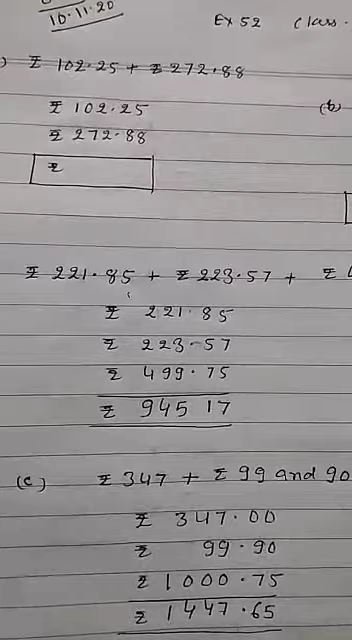 10.11.20
Ex 52 Class.
) ₹ 102.25 + ₹ 272.88
(b)
₹ 102.25
₹ 272.88
₹
₹ 221.85 + ₹ 223.57 + ₹
₹ 221.85
₹ 223.57
₹ 499.75
₹ 945 17
(c) ₹ 347 + ₹ 99 and 90
₹ 347.00
₹ 99.90
₹ 1000.75
₹ 1447.65